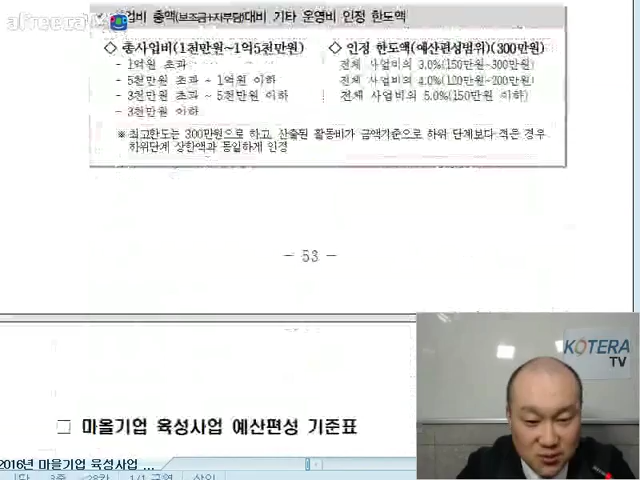 afreeca
사업비 총액(보조금+자부담)대비 기타 운영비 인정 한도액
◇ 총사업비(1천만원~1억5천만원)
- 1억원 초과
- 5천만원 초과 ~ 1억원 이하
- 3천만원 초과 ~ 5천만원 이하
- 3천만원 이하
◇ 인정 한도액(예산편성범위)(300만원)
전체 사업비의 3.0%(150만원~300만원)
전체 사업비의 4.0%(120만원~200만원)
전체 사업비의 5.0%(150만원 이하)
※ 최고한도는 300만원으로 하고, 산출된 활동비가 금액기준으로 하위 단계보다 적은 경우
하위단계 상한액과 동일하게 인정
- 53 -
□ 마을기업 육성사업 예산편성 기준표
2016년 마을기업 육성사업 ...
KOTERA
TV